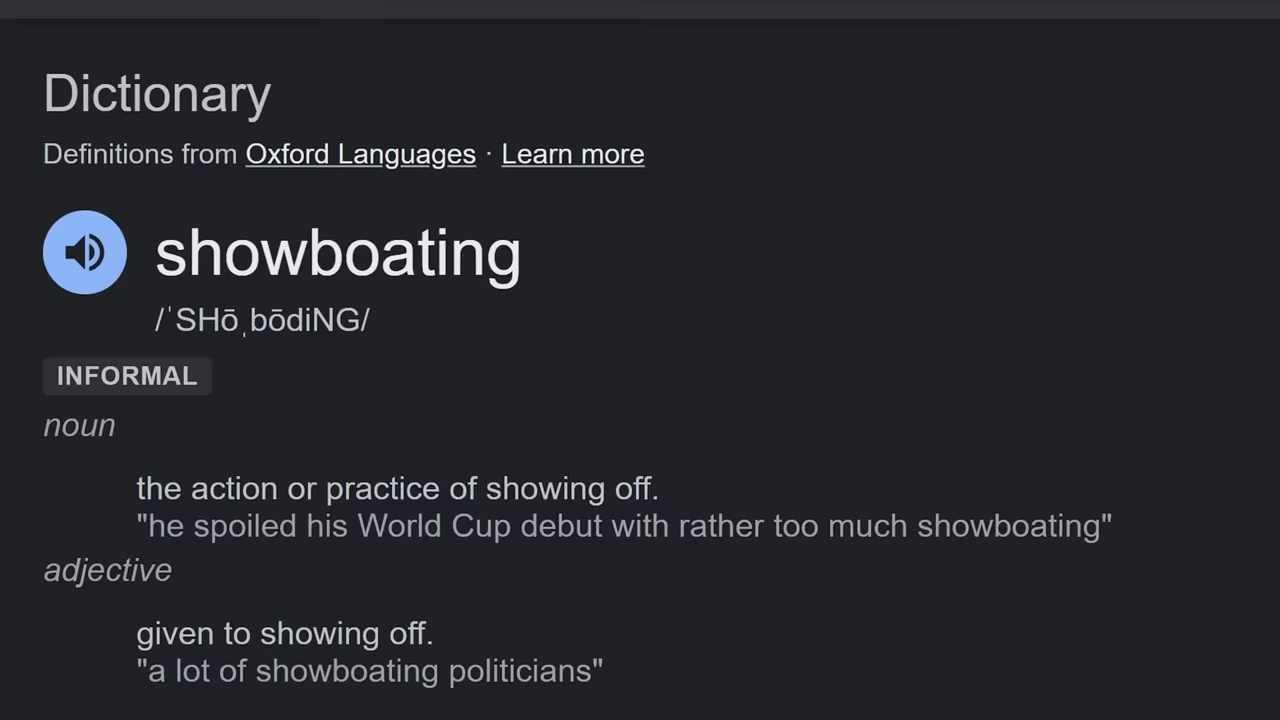 Dictionary
Definitions from Oxford Languages · Learn more
showboating
/ˈSHōˌbōdiNG/
INFORMAL
noun
the action or practice of showing off.
"he spoiled his World Cup debut with rather too much showboating"
adjective
given to showing off.
"a lot of showboating politicians"